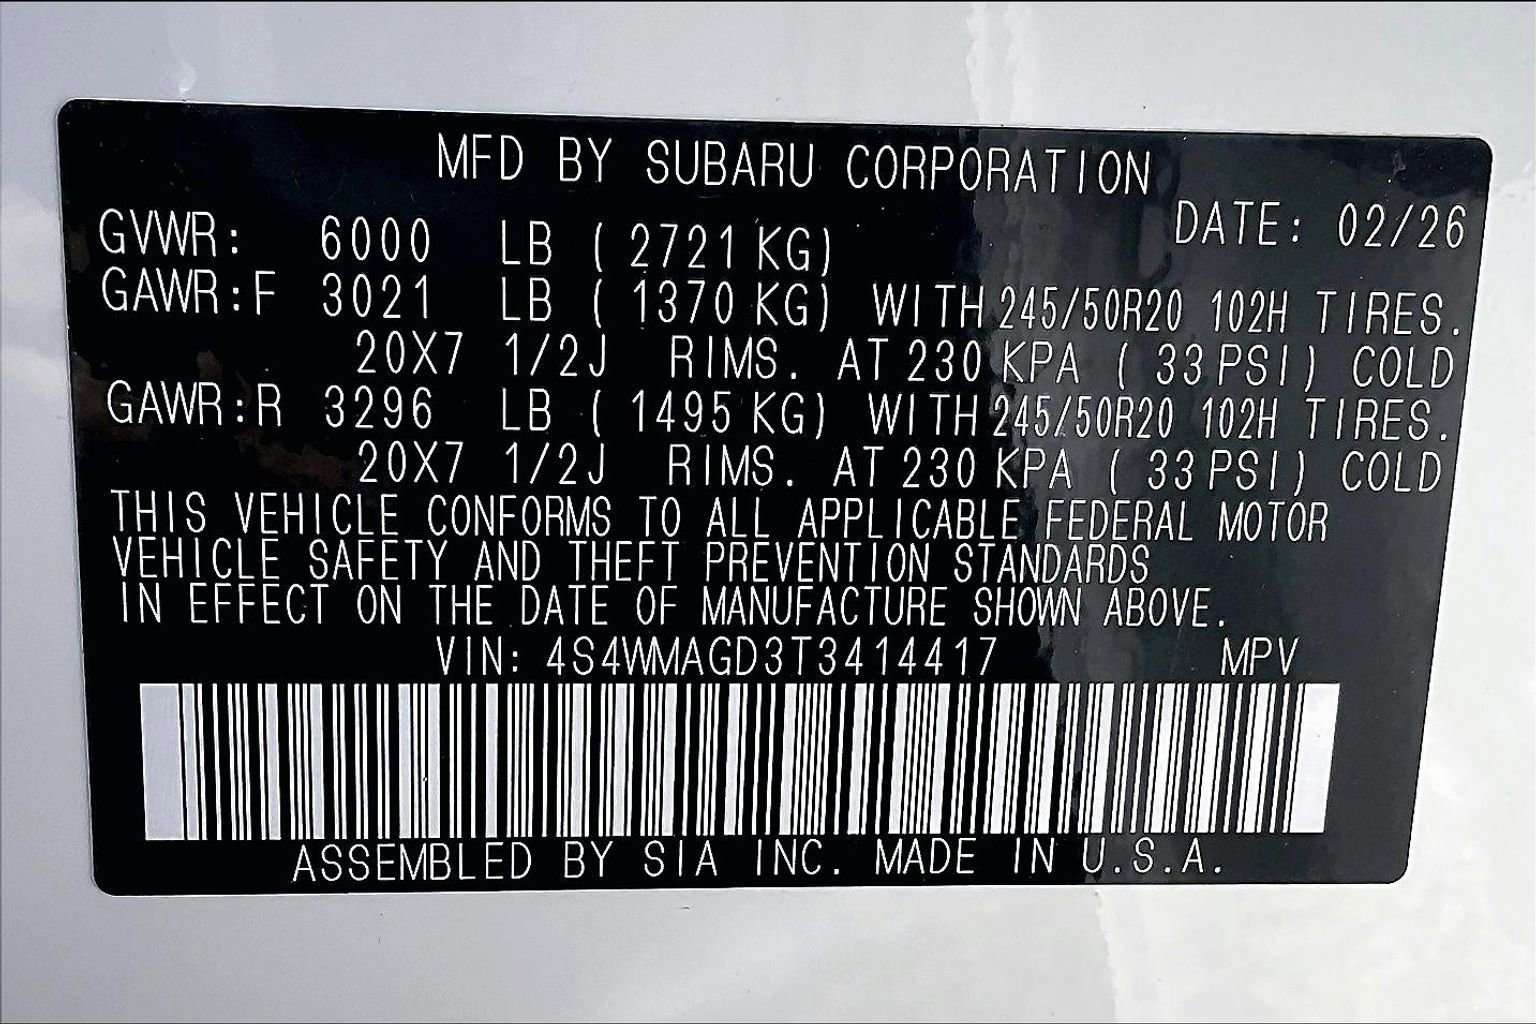 MFD BY SUBARU CORPORATION
DATE: 02/26
GVWR: 6000 LB ( 2721 KG)
GAWR:F 3021 LB ( 1370 KG) WITH 245/50R20 102H TIRES.
20X7 1/2J RIMS. AT 230 KPA ( 33 PSI) COLD
GAWR:R 3296 LB ( 1495 KG) WITH 245/50R20 102H TIRES.
20X7 1/2J RIMS. AT 230 KPA ( 33 PSI) COLD
THIS VEHICLE CONFORMS TO ALL APPLICABLE FEDERAL MOTOR
VEHICLE SAFETY AND THEFT PREVENTION STANDARDS
IN EFFECT ON THE DATE OF MANUFACTURE SHOWN ABOVE.
VIN: 4S4WMAGD3T3414417 MPV
ASSEMBLED BY SIA INC. MADE IN U.S.A.